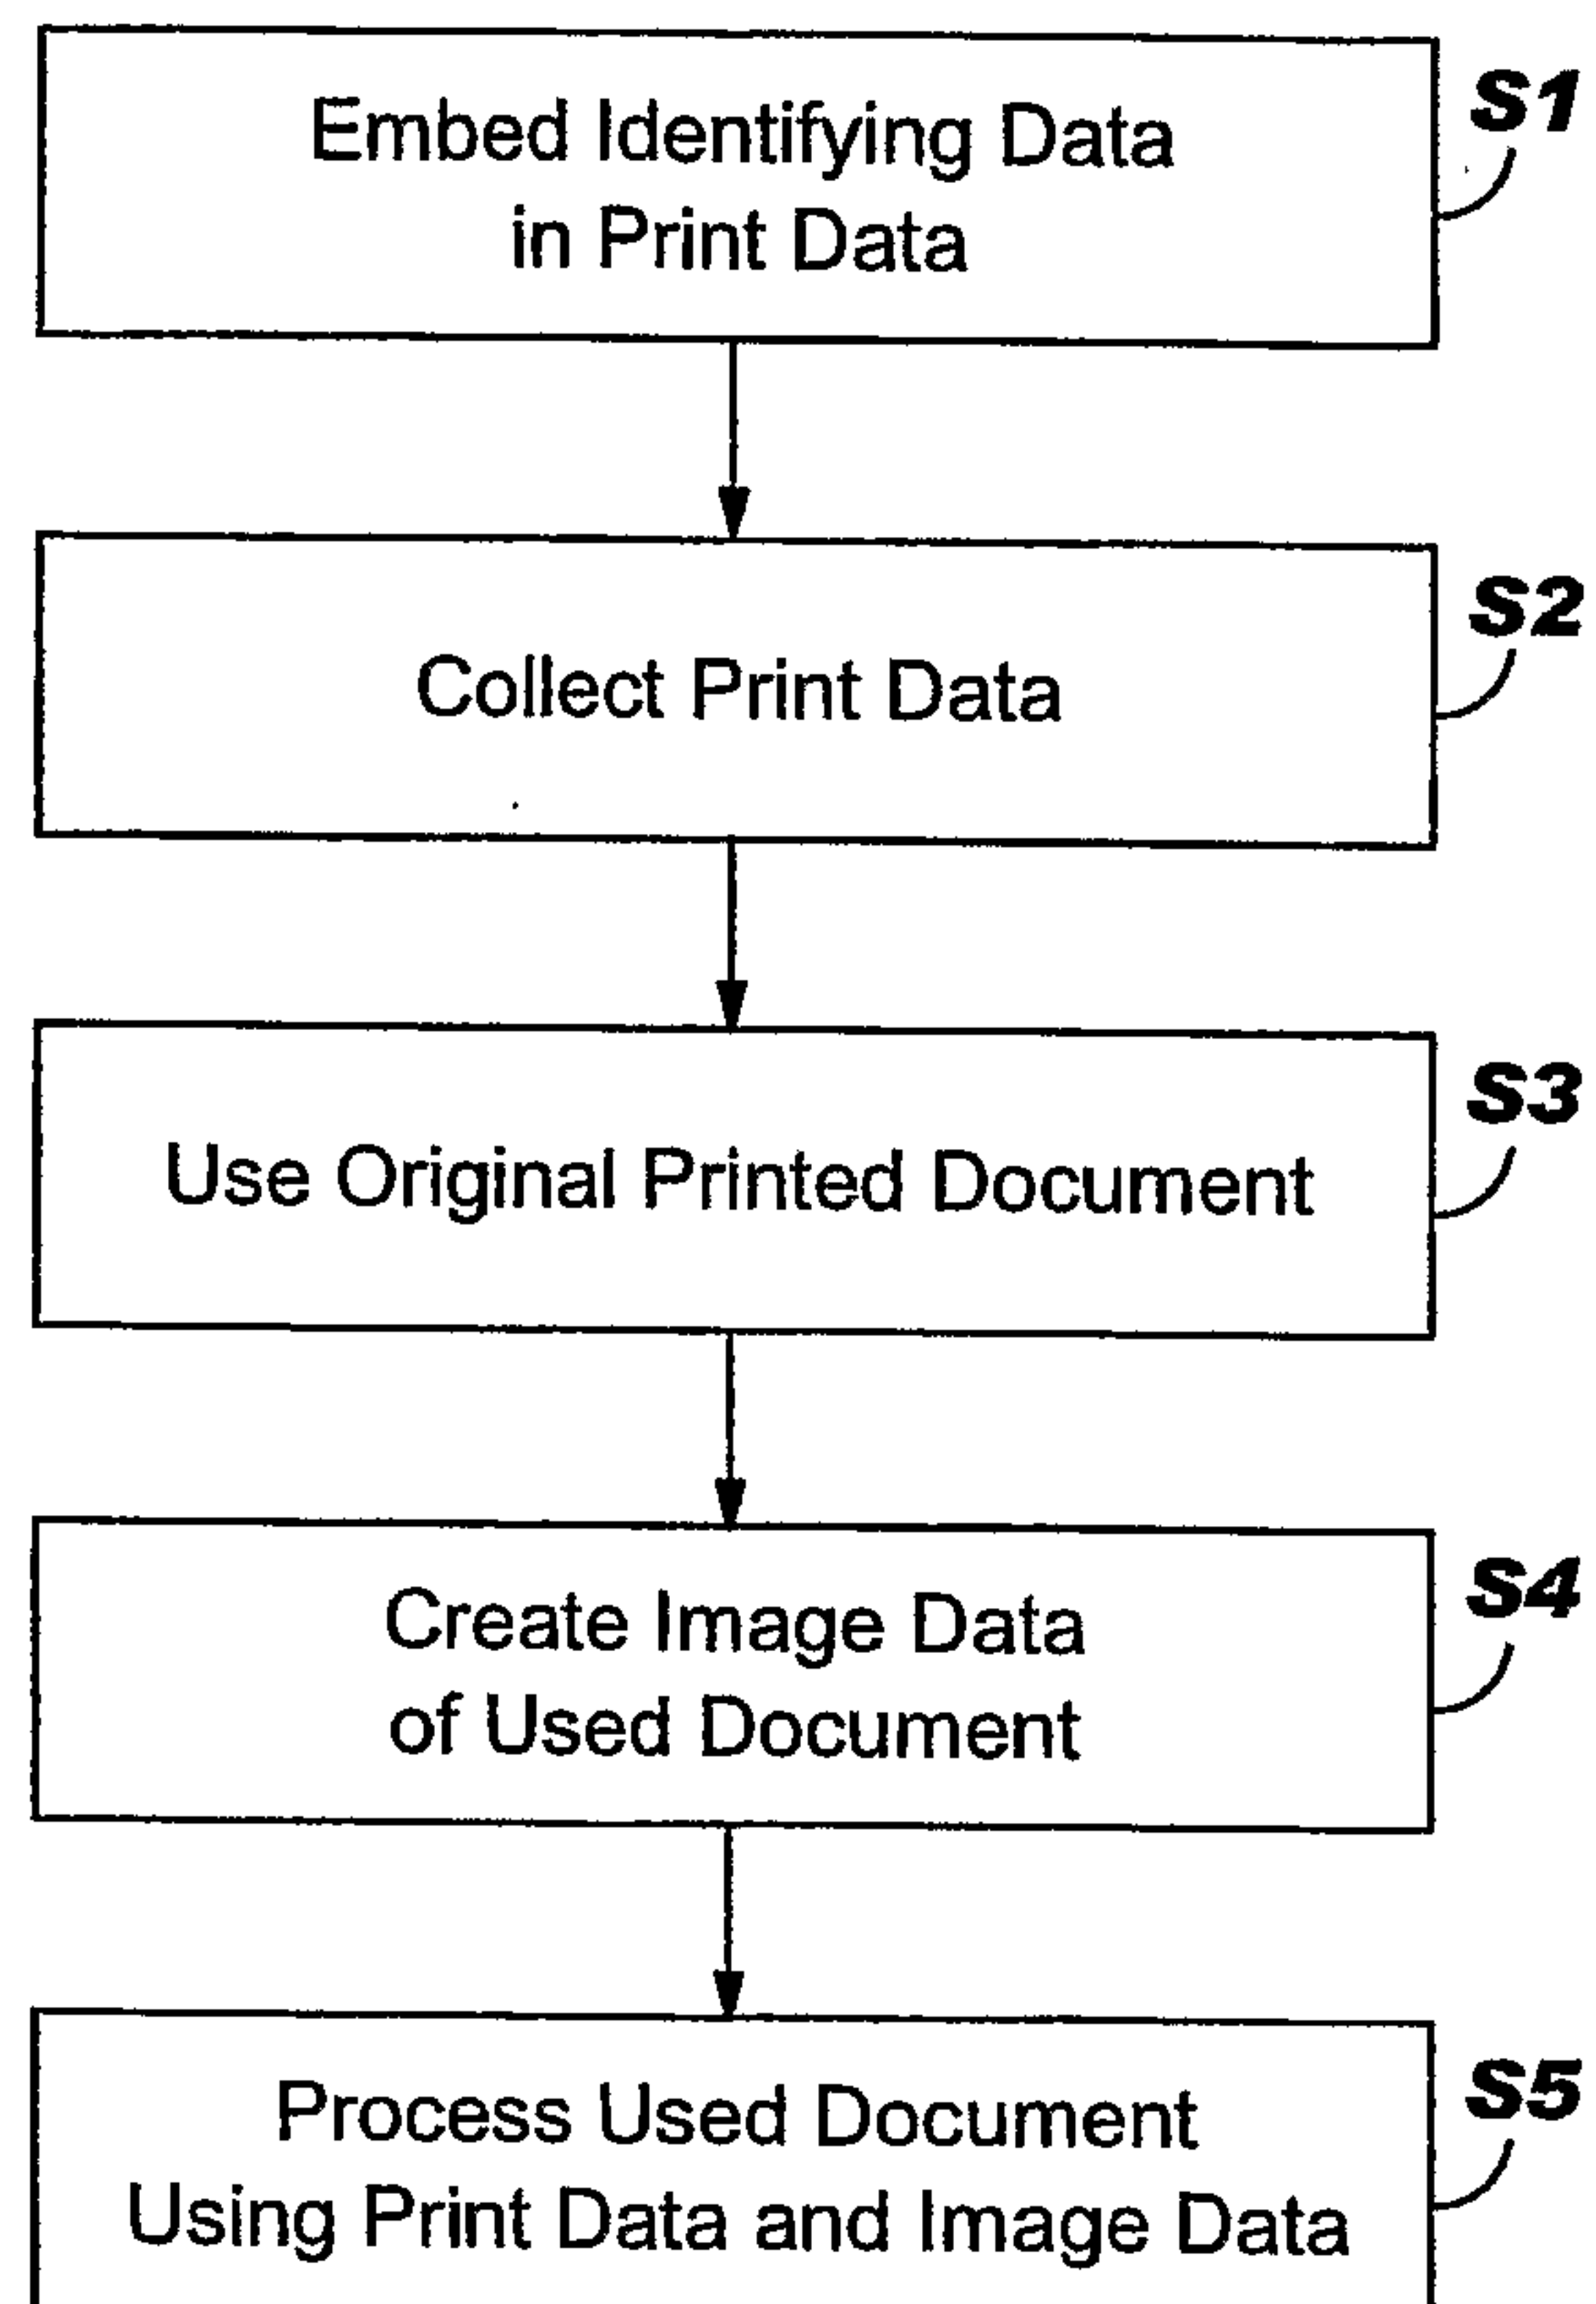 Embed Identifying Data
in Print Data
S1
Collect Print Data
S2
Use Original Printed Document
S3
Create Image Data
of Used Document
S4
Process Used Document
Using Print Data and Image Data
S5